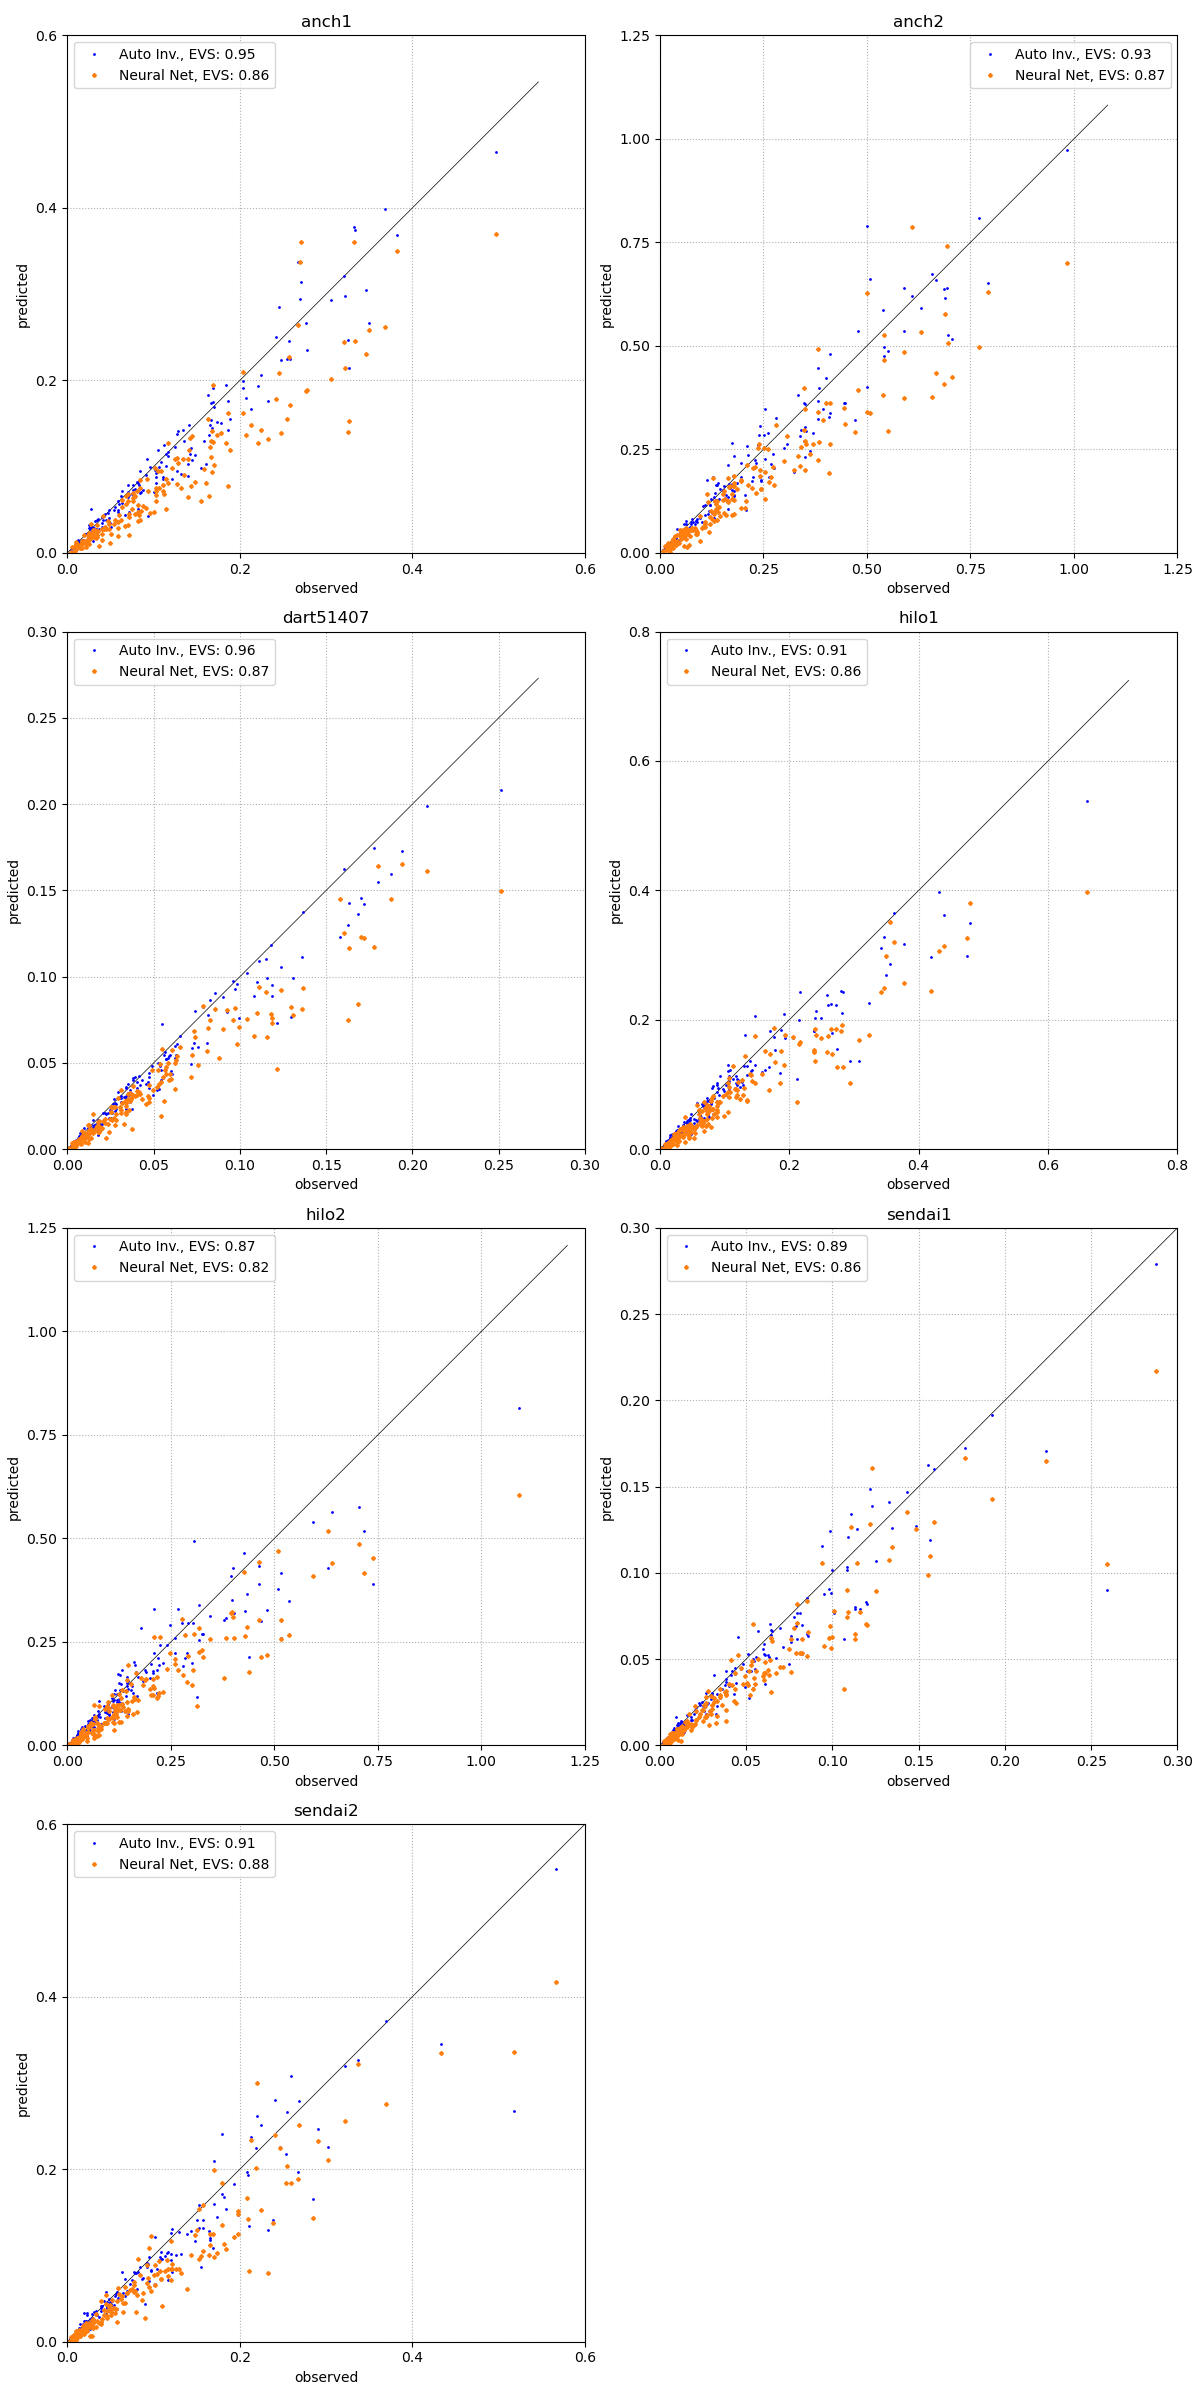 anch1
Auto Inv., EVS: 0.95
Neural Net, EVS: 0.86
0.6
0.4
0.2
0.0
predicted
0.0 0.2 0.4 0.6
observed
anch2
Auto Inv., EVS: 0.93
Neural Net, EVS: 0.87
1.25
1.00
0.75
0.50
0.25
0.00
predicted
0.00 0.25 0.50 0.75 1.00 1.25
observed
dart51407
Auto Inv., EVS: 0.96
Neural Net, EVS: 0.87
0.30
0.25
0.20
0.15
0.10
0.05
0.00
predicted
0.00 0.05 0.10 0.15 0.20 0.25 0.30
observed
hilo1
Auto Inv., EVS: 0.91
Neural Net, EVS: 0.86
0.8
0.6
0.4
0.2
0.0
predicted
0.0 0.2 0.4 0.6 0.8
observed
hilo2
Auto Inv., EVS: 0.87
Neural Net, EVS: 0.82
1.25
1.00
0.75
0.50
0.25
0.00
predicted
0.00 0.25 0.50 0.75 1.00 1.25
observed
sendai1
Auto Inv., EVS: 0.89
Neural Net, EVS: 0.86
0.30
0.25
0.20
0.15
0.10
0.05
0.00
predicted
0.00 0.05 0.10 0.15 0.20 0.25 0.30
observed
sendai2
Auto Inv., EVS: 0.91
Neural Net, EVS: 0.88
0.6
0.4
0.2
0.0
predicted
0.0 0.2 0.4 0.6
observed